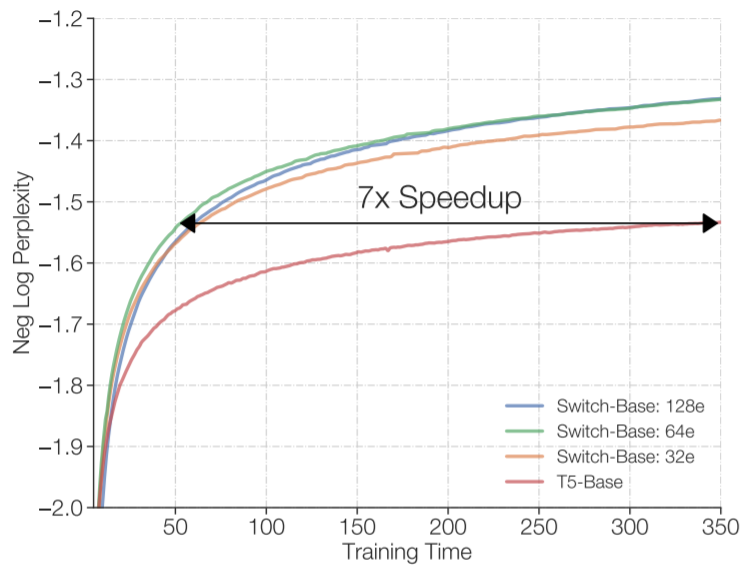 −1.2
−1.3
−1.4
−1.5
−1.6
−1.7
−1.8
−1.9
−2.0
Neg Log Perplexity
7x Speedup
Switch-Base: 128e
Switch-Base: 64e
Switch-Base: 32e
T5-Base
50 100 150 200 250 300 350
Training Time